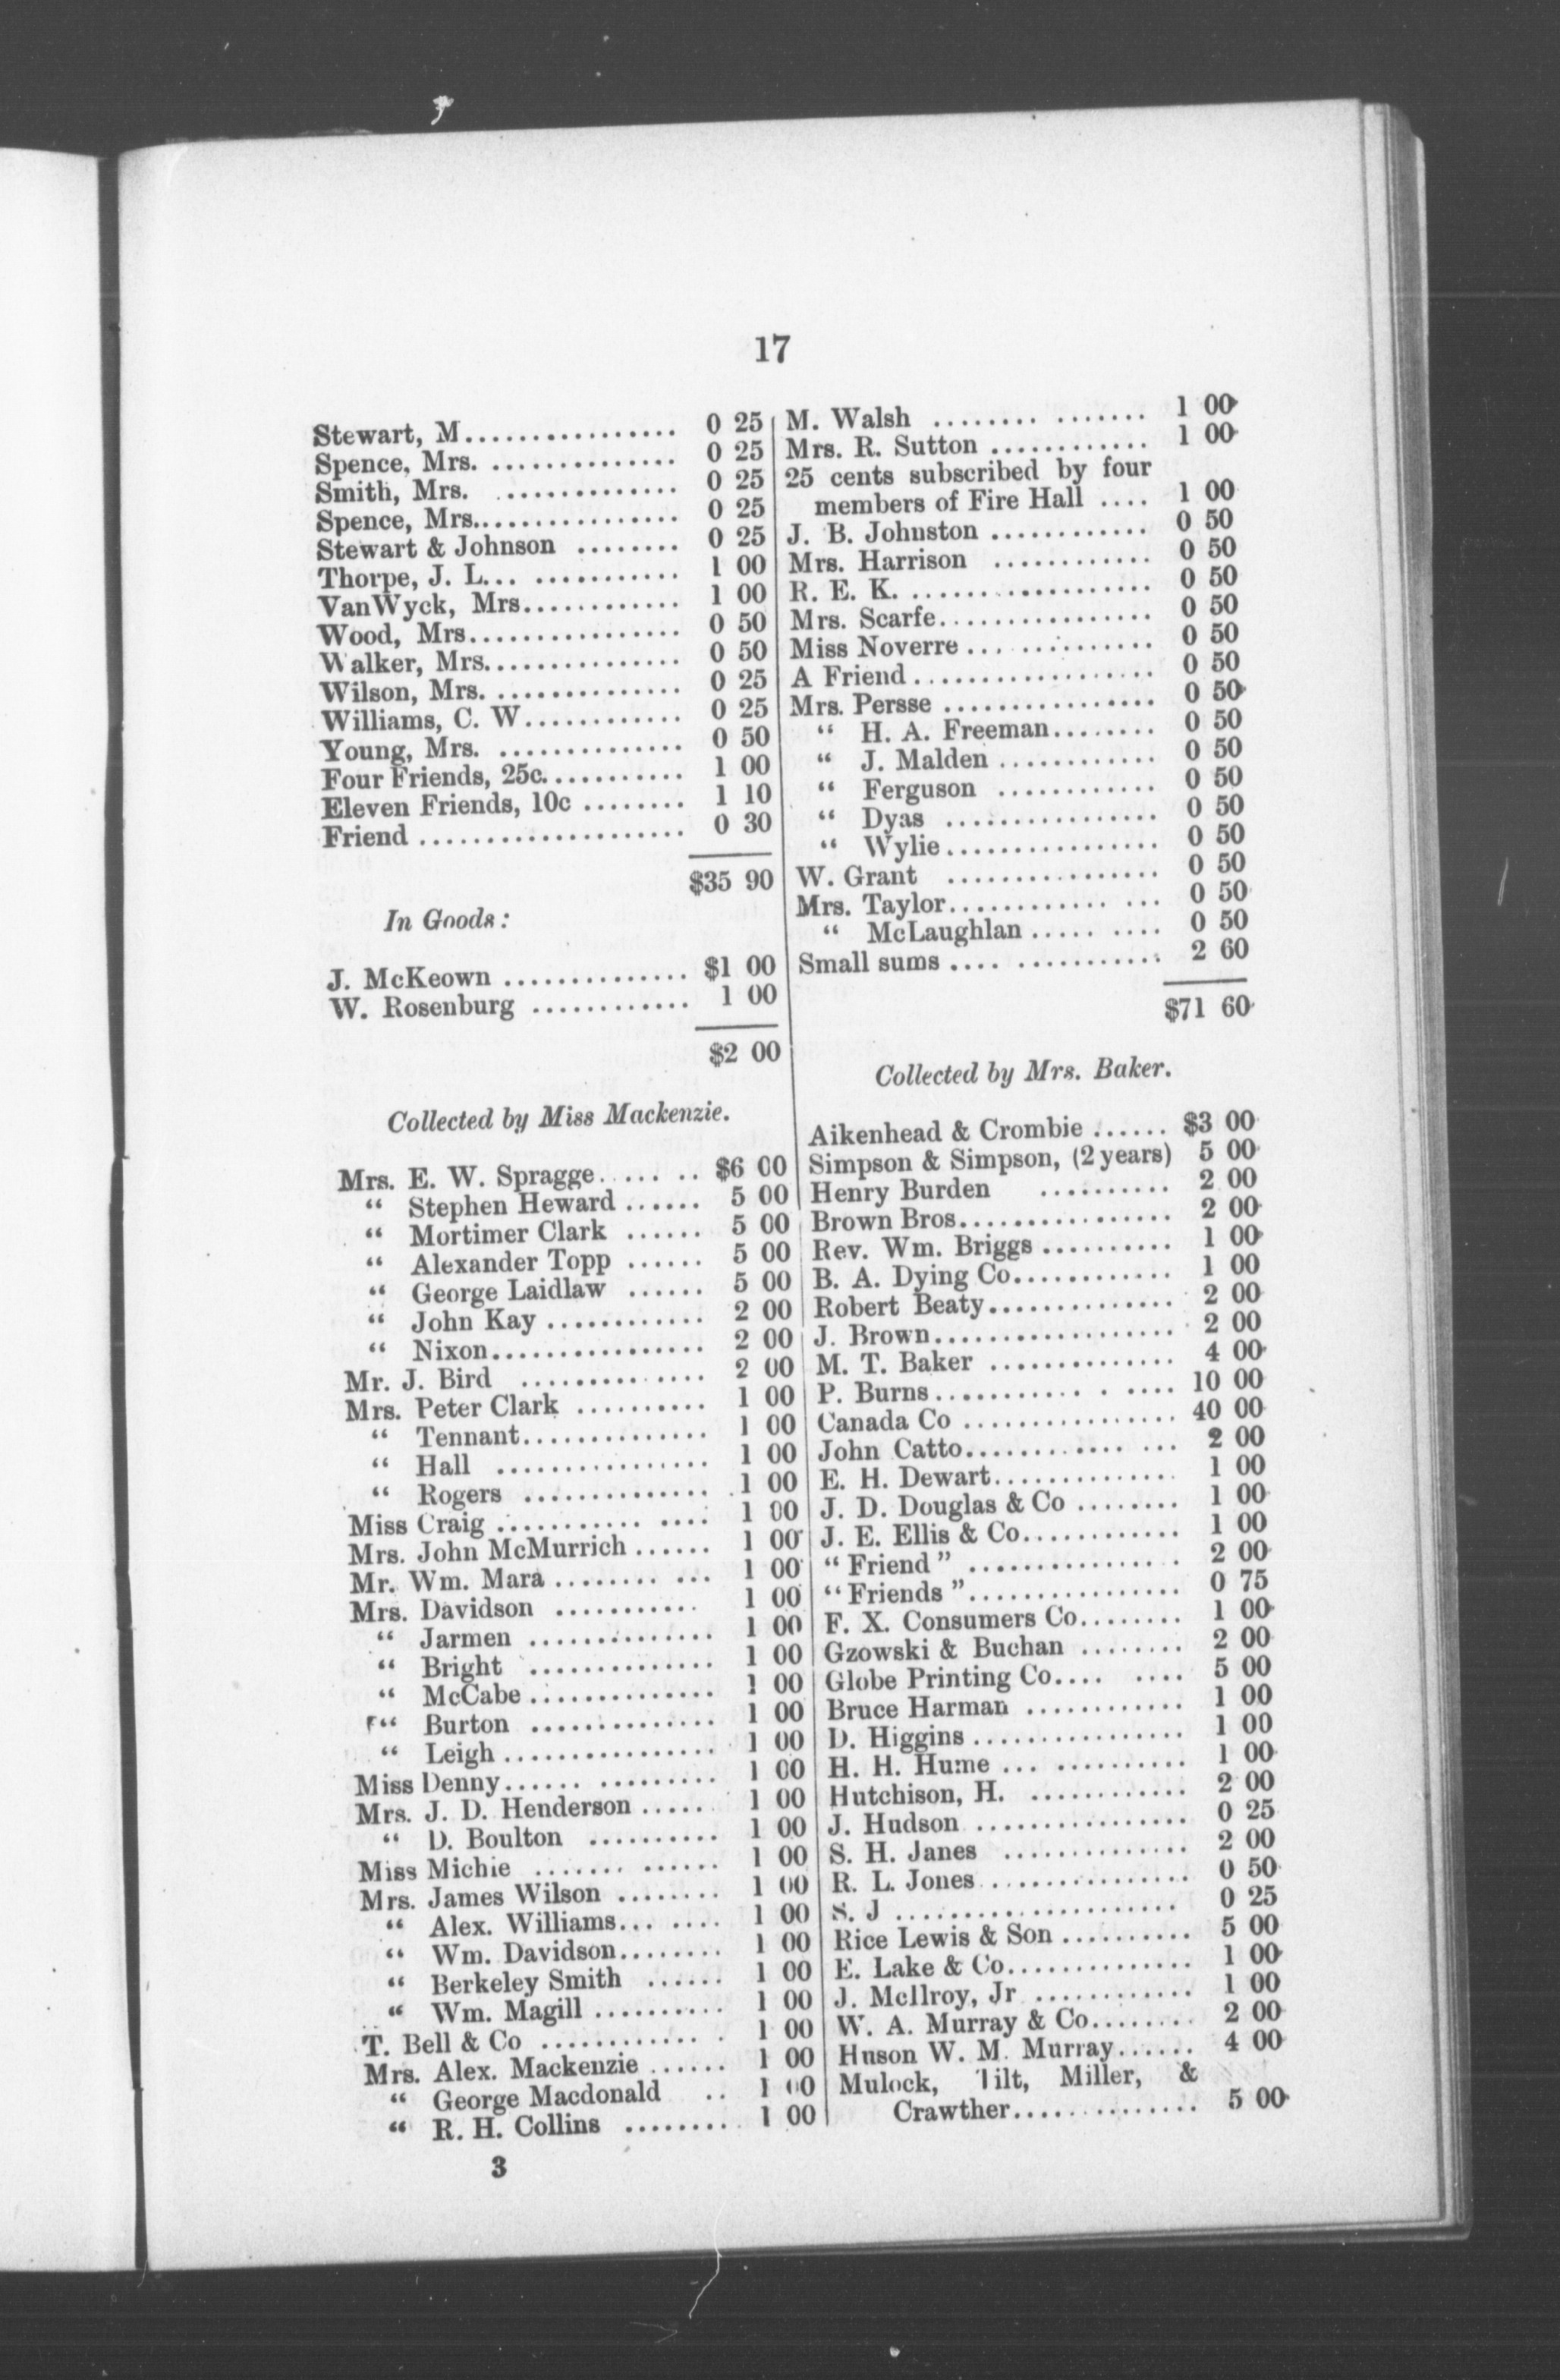 17
Stewart, M................ 0 25
Spence, Mrs. .............. 0 25
Smith, Mrs. .............. 0 25
Spence, Mrs................ 0 25
Stewart & Johnson ........ 0 25
Thorpe, J. L... ........... 1 00
VanWyck, Mrs............ 1 00
Wood, Mrs................ 0 50
Walker, Mrs............... 0 50
Wilson, Mrs. .............. 0 25
Williams, C. W............ 0 25
Young, Mrs. .............. 0 50
Four Friends, 25c........... 1 00
Eleven Friends, 10c ........ 1 10
Friend .................... 0 30
$35 90
In Goods:
J. McKeown .............. $1 00
W. Rosenburg ............ 1 00
$2 00
Collected by Miss Mackenzie.
Mrs. E. W. Spragge...... .. $6 00
“ Stephen Heward ...... 5 00
“ Mortimer Clark ...... 5 00
“ Alexander Topp ...... 5 00
“ George Laidlaw ...... 5 00
“ John Kay ............ 2 00
“ Nixon................ 2 00
Mr. J. Bird .............. 2 00
Mrs. Peter Clark .......... 1 00
“ Tennant.............. 1 00
“ Hall ................ 1 00
“ Rogers .............. 1 00
Miss Craig ........... .... 1 00
Mrs. John McMurrich ...... 1 00
Mr. Wm. Mara ........ ... 1 00
Mrs. Davidson ........... 1 00
“ Jarmen .............. 1 00
“ Bright .............. 1 00
“ McCabe .............. 1 00
“ Burton .............. 1 00
“ Leigh ................ 1 00
Miss Denny...... ......... 1 00
Mrs. J. D. Henderson ..... 1 00
“ D. Boulton .......... 1 00
Miss Michie ....... ...... 1 00
Mrs. James Wilson ........ 1 00
“ Alex. Williams... .... 1 00
“ Wm. Davidson........ 1 00
“ Berkeley Smith ...... 1 00
“ Wm. Magill .......... 1 00
T. Bell & Co ............. . 1 00
Mrs. Alex. Mackenzie ...... 1 00
“ George Macdonald .. 1 00
“ R. H. Collins ......... 1 00
3
M. Walsh ........ ....... 1 00
Mrs. R. Sutton ............ 1 00
25 cents subscribed by four
members of Fire Hall .... 1 00
J. B. Johnston ............ 0 50
Mrs. Harrison ............ 0 50
R. E. K. ................... 0 50
Mrs. Scarfe................ 0 50
Miss Noverre ... .......... 0 50
A Friend .................. 0 50
Mrs. Persse ................ 0 50
“ H. A. Freeman........ 0 50
“ J. Malden ............ 0 50
“ Ferguson ............ 0 50
“ Dyas ................ 0 50
“ Wylie................ 0 50
W. Grant ................ 0 50
Mrs. Taylor............ ... 0 50
“ McLaughlan ..... .... 0 50
Small sums .... ........... 2 60
$71 60
Collected by Mrs. Baker.
Aikenhead & Crombie ...... $3 00
Simpson & Simpson, (2 years) 5 00
Henry Burden .......... 2 00
Brown Bros................ 2 00
Rev. Wm. Briggs .......... 1 00
B. A. Dying Co............ 1 00
Robert Beaty.............. 2 00
J. Brown.................. 2 00
M. T. Baker .............. 4 00
P. Burns........... . .... 10 00
Canada Co ................ 40 00
John Catto............ ... 2 00
E. H. Dewart.............. 1 00
J. D. Douglas & Co ........ 1 00
J. E. Ellis & Co............ 1 00
“Friend” ................ 2 00
“Friends”................ 0 75
F. X. Consumers Co........ 1 00
Gzowski & Buchan ........ 2 00
Globe Printing Co.... .... 5 00
Bruce Harman ............ 1 00
D. Higgins ................ 1 00
H. H. Hume ... .......... 1 00
Hutchison, H. ............ 2 00
J. Hudson ................ 0 25
S. H. Janes .............. 2 00
R. L. Jones................ 0 50
S. J ..................... 0 25
Rice Lewis & Son .......... 5 00
E. Lake & Co.............. 1 00
J. McIlroy, Jr ............ 1 00
W. A. Murray & Co........ 2 00
Huson W. M. Murray...... 4 00
Mulock, Tilt, Miller, &
Crawther.............. 5 00